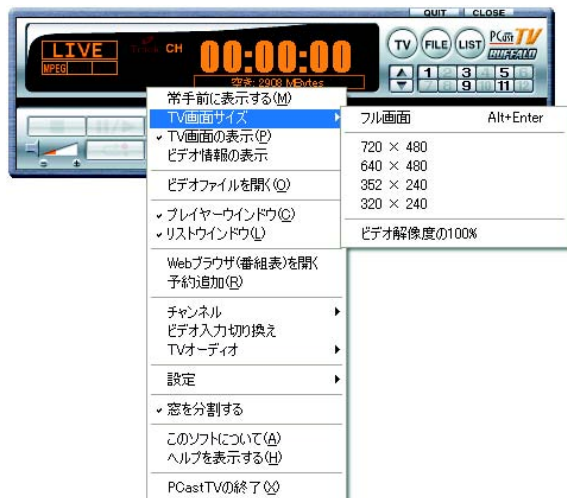 QUIT CLOSE
LIVE
MPEG
CH
00:00:00
空き: 2908 MBytes
TV FILE LIST
PCast TV
BUFFALO
1 3 5
7 8 9 10 11 12
常手前に表示する(M)
TV画面サイズ
TV画面の表示(P)
ビデオ情報の表示
ビデオファイルを開く(O)
プレイヤーウインドウ(C)
リストウインドウ(L)
Webブラウザ(番組表)を開く
予約追加(R)
チャンネル
ビデオ入力切り換え
TVオーディオ
設定
窓を分割する
このソフトについて(A)
ヘルプを表示する(H)
PCastTVの終了(X)
フル画面 Alt+Enter
720 × 480
640 × 480
352 × 240
320 × 240
ビデオ解像度の100%